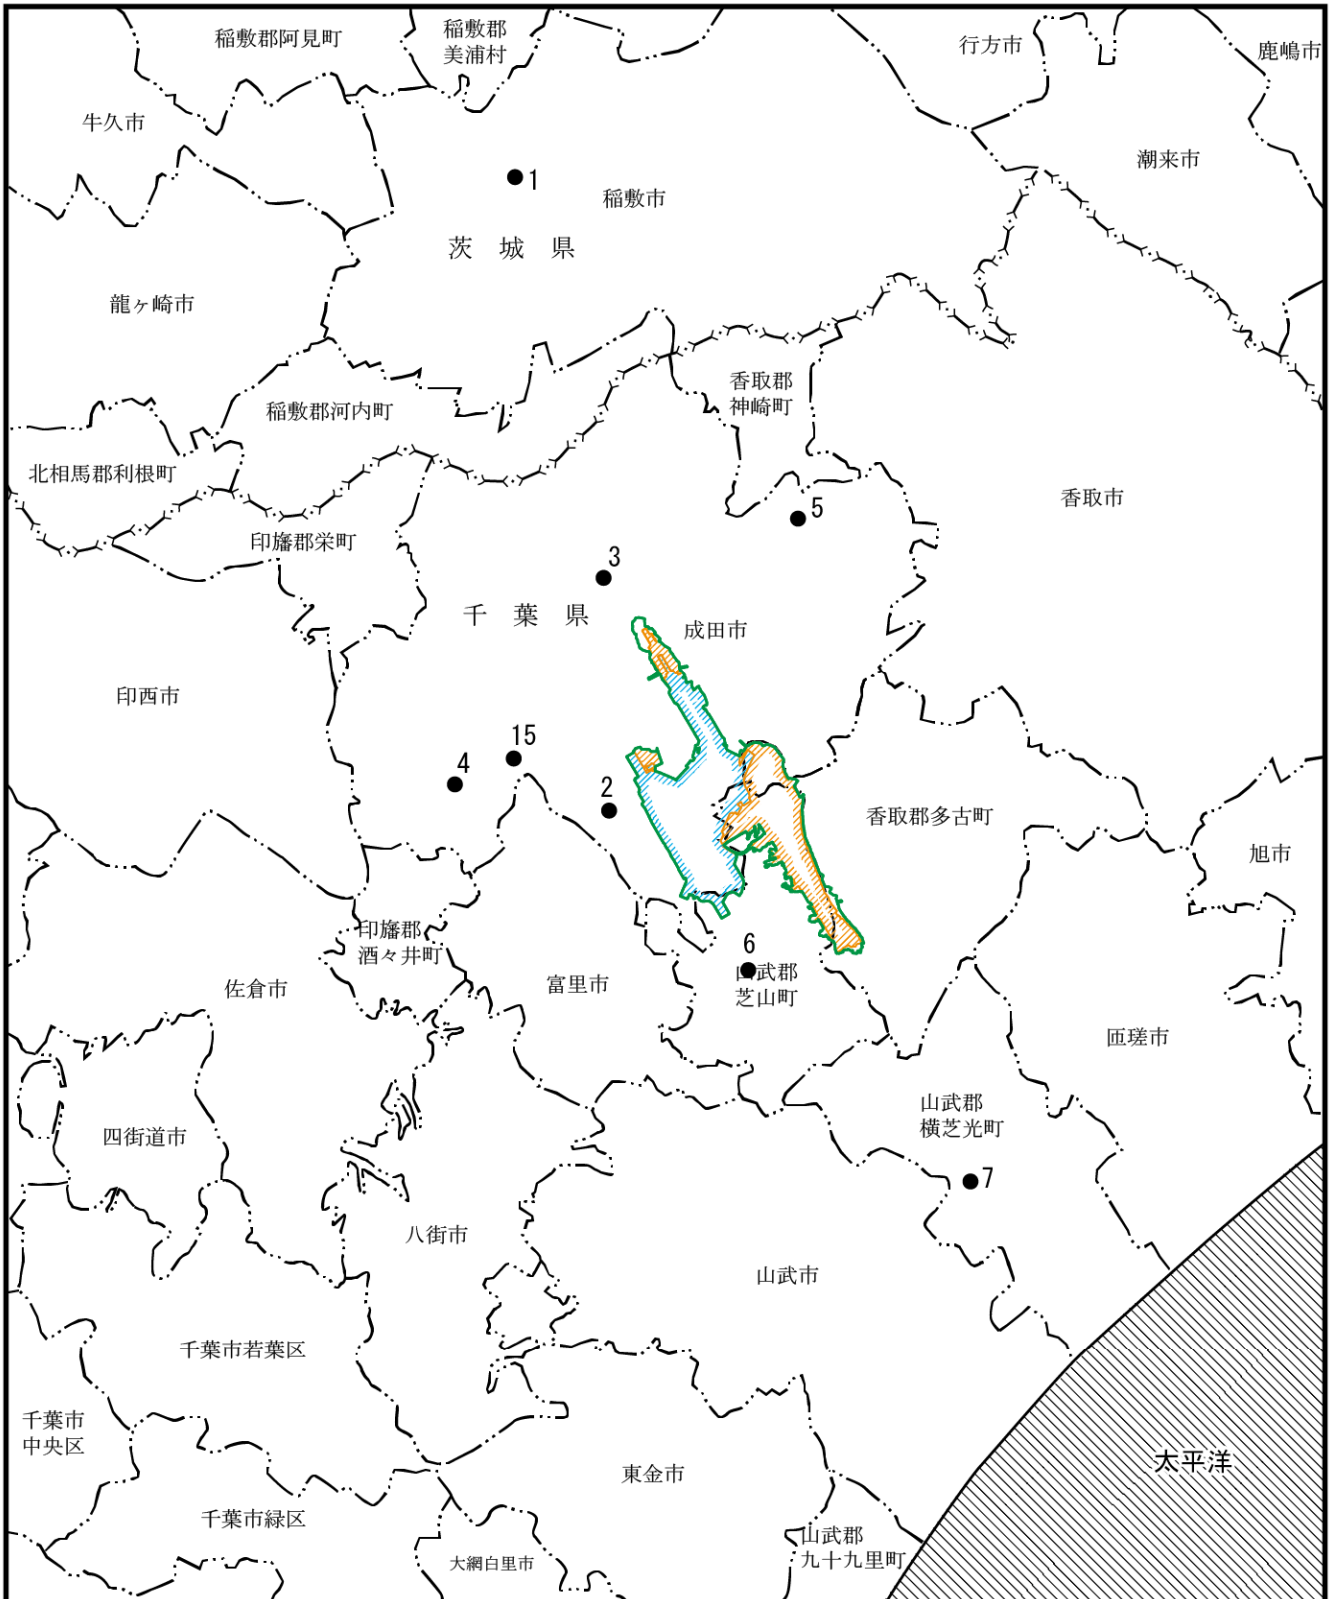 稲敷郡阿見町
稲敷郡
美浦村
行方市
鹿嶋市
牛久市
潮来市
1
稲敷市
茨城県
龍ヶ崎市
香取郡
神崎町
稲敷郡河内町
北相馬郡利根町
香取市
5
印旛郡栄町
3
千葉県
成田市
印西市
15
4
2
香取郡多古町
旭市
印旛郡
酒々井町
6
山武郡
芝山町
富里市
佐倉市
匝瑳市
山武郡
横芝光町
四街道市
7
八街市
山武市
千葉市若葉区
千葉市
中央区
太平洋
東金市
千葉市緑区
山武郡
九十九里町
大網白里市